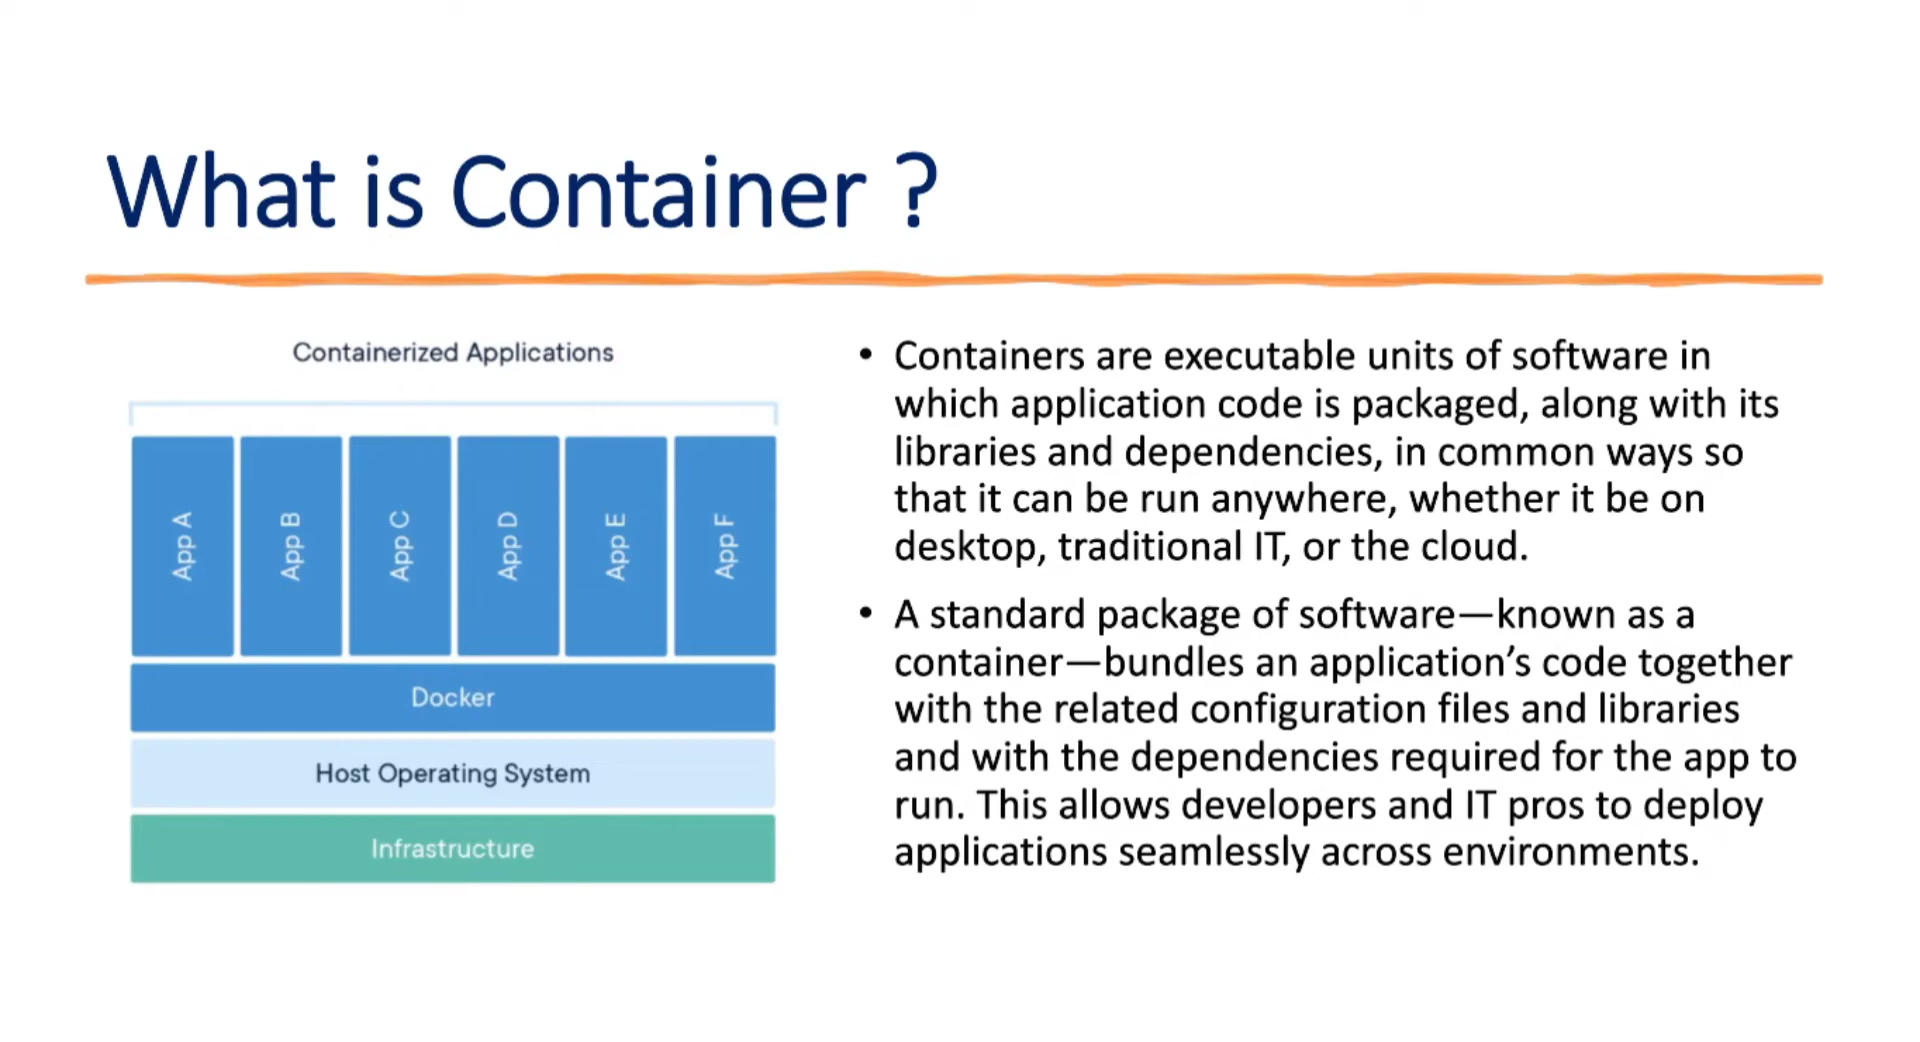 What is Container ?
Containerized Applications
App A
App B
App C
App D
App E
App F
Docker
Host Operating System
Infrastructure
• Containers are executable units of software in
which application code is packaged, along with its
libraries and dependencies, in common ways so
that it can be run anywhere, whether it be on
desktop, traditional IT, or the cloud.
• A standard package of software—known as a
container—bundles an application’s code together
with the related configuration files and libraries
and with the dependencies required for the app to
run. This allows developers and IT pros to deploy
applications seamlessly across environments.